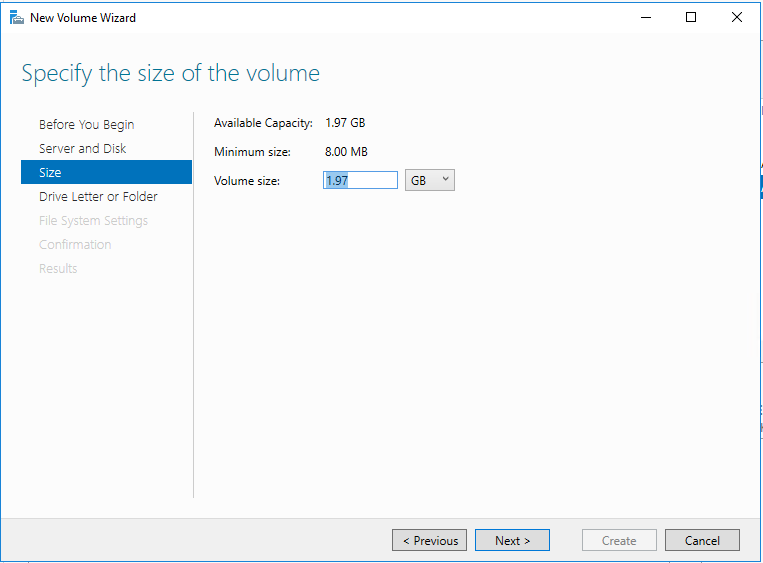 New Volume Wizard
Specify the size of the volume
Before You Begin
Server and Disk
Size
Drive Letter or Folder
File System Settings
Confirmation
Results
Available Capacity: 1.97 GB
Minimum size: 8.00 MB
Volume size: 1.97 GB
< Previous Next > Create Cancel